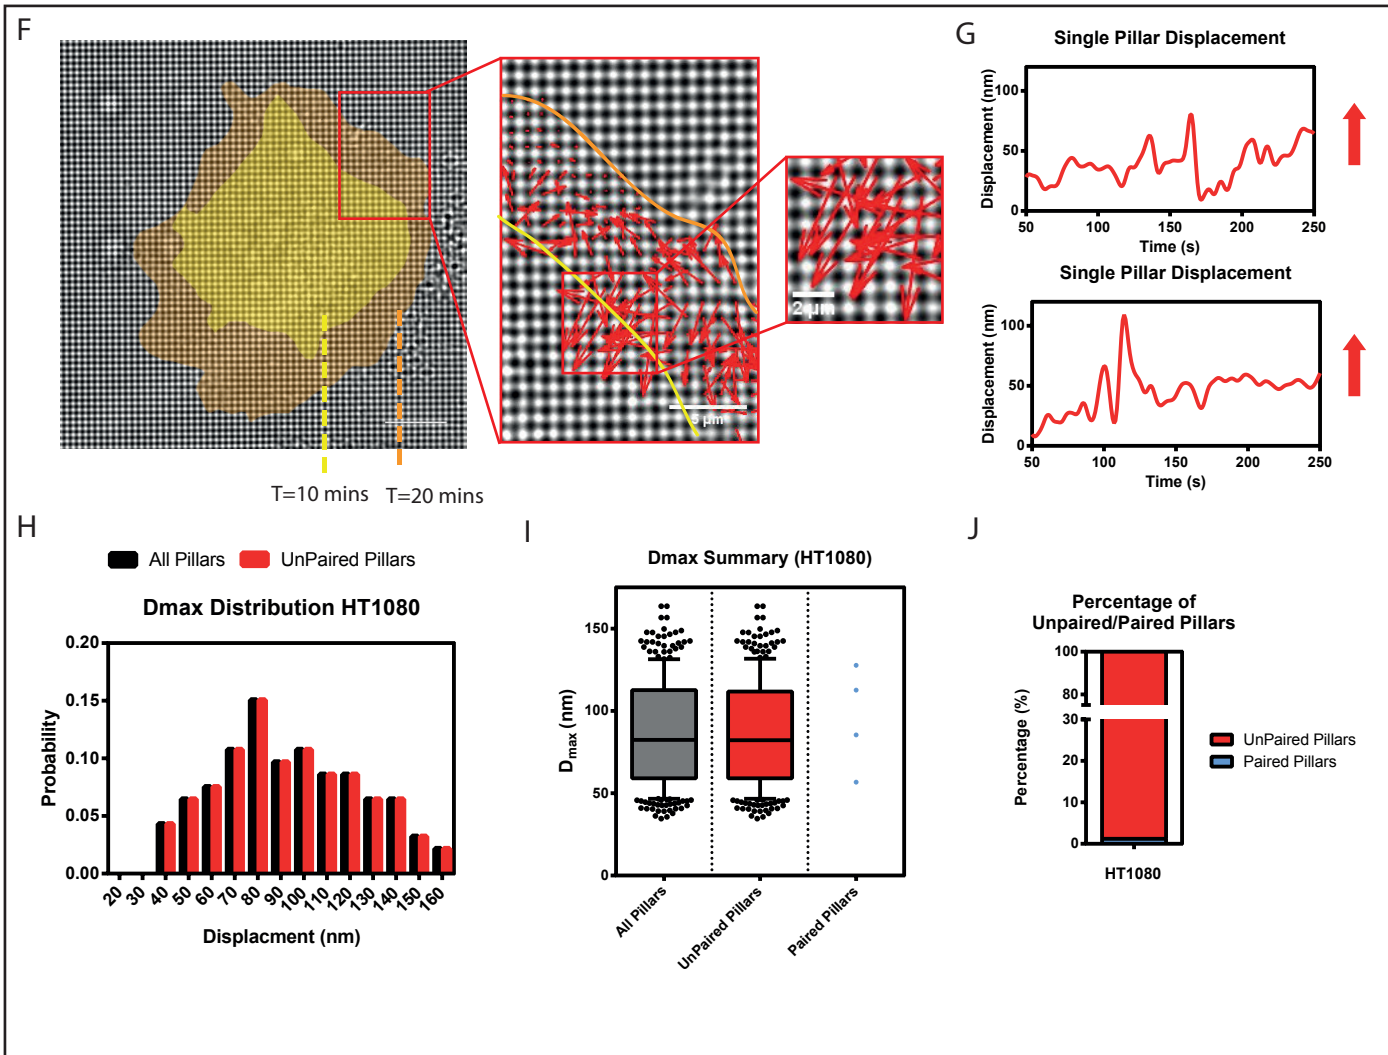 F
2 μm
5 μm
T=10 mins T=20 mins
G
Single Pillar Displacement
Displacement (nm)
100
50
0
50 100 150 200 250
Time (s)
Single Pillar Displacement
Displacement (nm)
100
50
0
50 100 150 200 250
Time (s)
H
All Pillars UnPaired Pillars
Dmax Distribution HT1080
Probability
0.20
0.15
0.10
0.05
0.00
20 30 40 50 60 70 80 90 100 110 120 130 140 150 160
Displacment (nm)
I
Dmax Summary (HT1080)
Dmax (nm)
150
100
50
0
All Pillars UnPaired Pillars Paired Pillars
J
Percentage of
Unpaired/Paired Pillars
Percentage (%)
100
80
30
20
10
0
HT1080
UnPaired Pillars
Paired Pillars